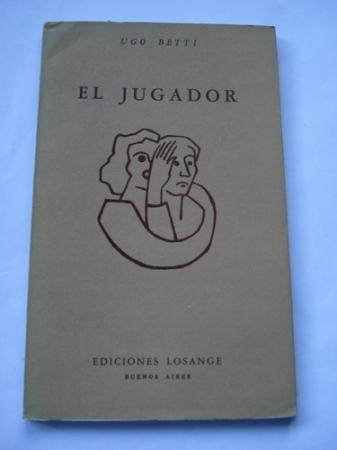 UGO BETTI
EL JUGADOR
EDICIONES LOSANGE
BUENOS AIRES